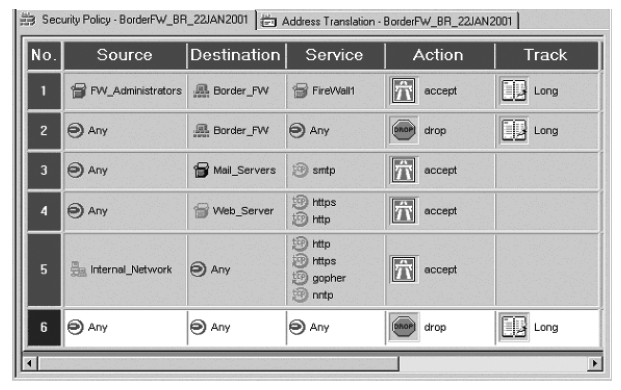 Security Policy - BorderFW_BR_22JAN2001 Address Translation - BorderFW_BR_22JAN2001
No. Source Destination Service Action Track
1 FW_Administrators Border_FW FireWall1 accept Long
2 Any Border_FW Any DROP drop Long
3 Any Mail_Servers smtp accept
4 Any Web_Server https accept
http
5 Internal_Network Any http accept
https
gopher
nntp
6 Any Any Any DROP drop Long